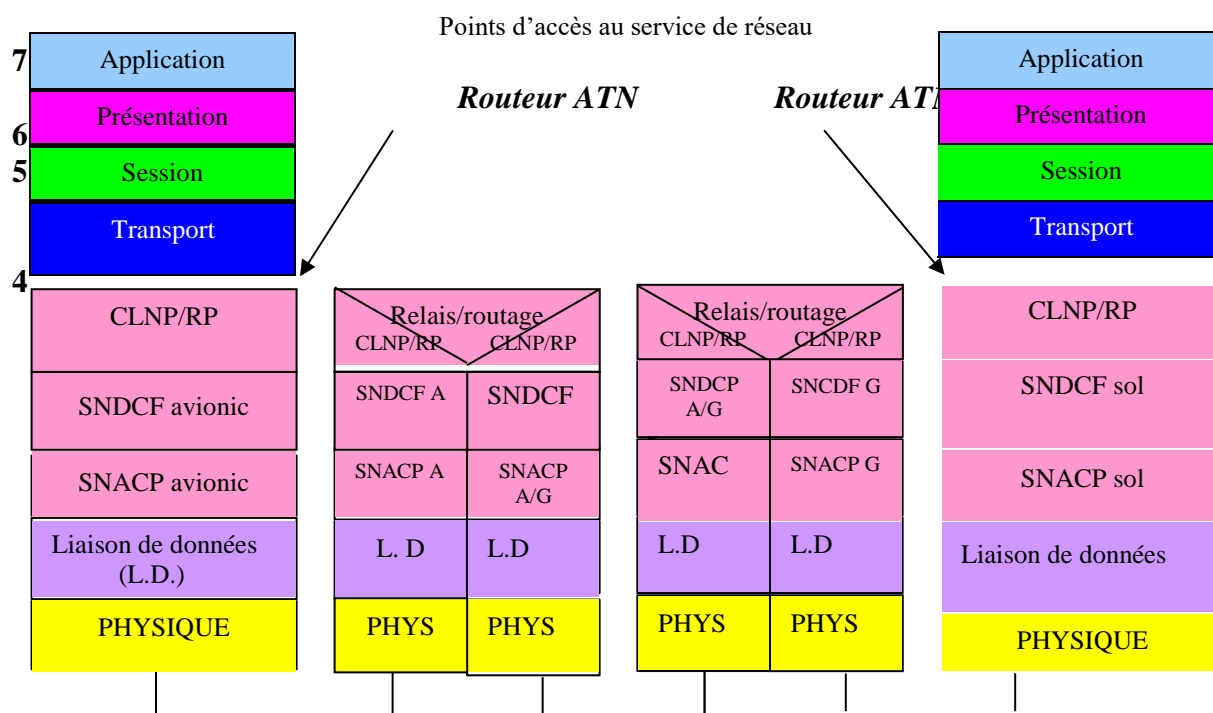 Points d’accès au service de réseau
7
Application
Application
Routeur ATN
Routeur AT
Présentation
Présentation
6
5
Session
Session
Transport
Transport
4
CLNP/RP
Relais/routage
CLNP/RP
CLNP/RP
Relais/routage
CLNP/RP
CLNP/RP
CLNP/RP
SNDCF avionic
SNDCF A
SNDCF
SNDCP
A/G
SNCDF G
SNDCF sol
SNACP avionic
SNACP A
SNACP
A/G
SNAC
SNACP G
SNACP sol
Liaison de données
(L.D.)
L. D
L.D
L.D
L.D
Liaison de données
PHYSIQUE
PHYS
PHYS
PHYS
PHYS
PHYSIQUE